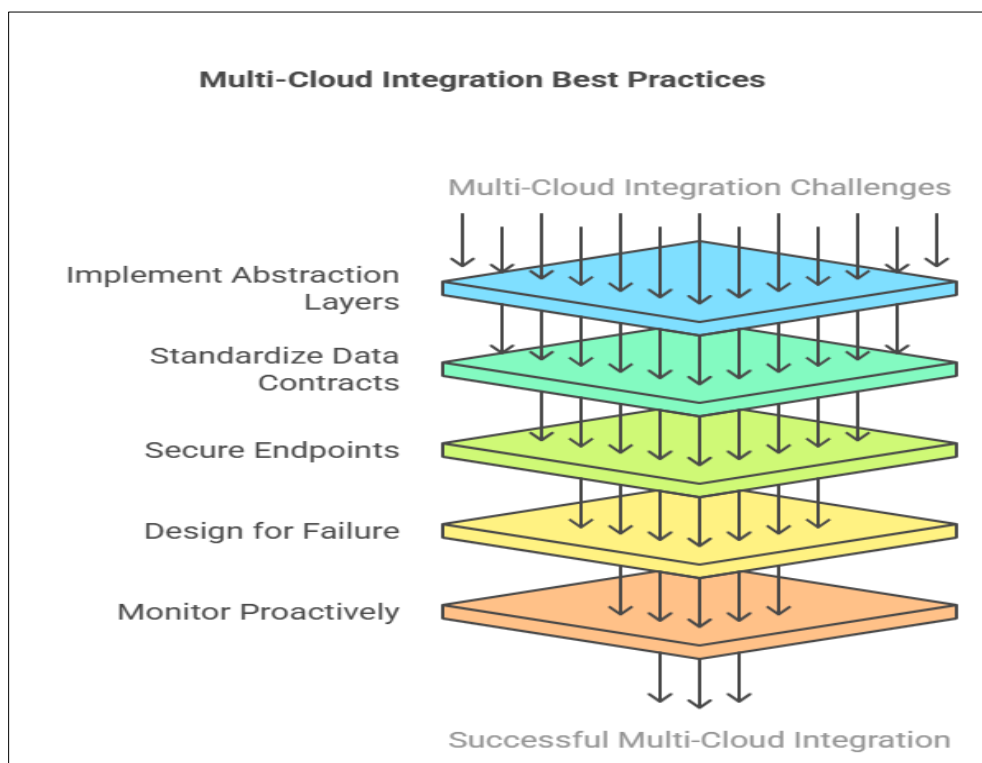 Multi-Cloud Integration Best Practices
Multi-Cloud Integration Challenges
Implement Abstraction
Layers
Standardize Data
Contracts
Secure Endpoints
Design for Failure
Monitor Proactively
Successful Multi-Cloud Integration